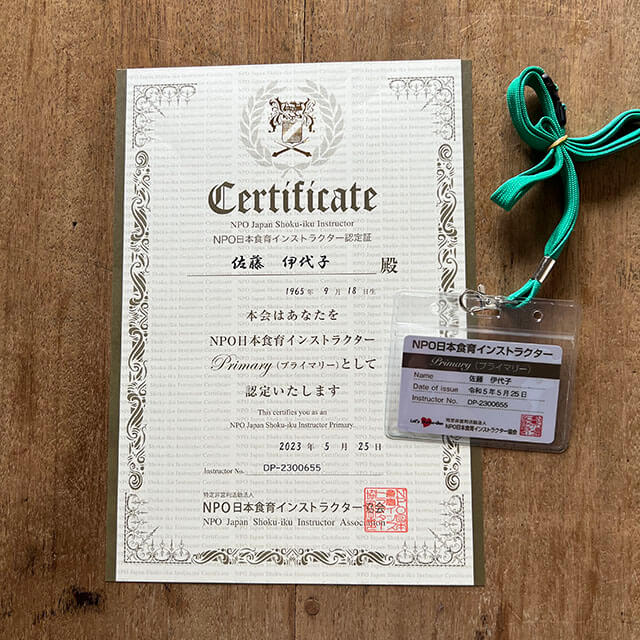 Certificate
NPO Japan Shoku-iku Instructor
NPO日本食育インストラクター認定証
佐藤 伊代子 殿
1965年 9月 18日生
本会はあなたを
NPO日本食育インストラクター
Primary(プライマリー)として
認定いたします
This certifies you as an
NPO Japan Shoku-iku Instructor Primary.
2023年 5月 25日
Instructor No. DP-2300655
特定非営利活動法人
NPO日本食育インストラクター協会
NPO Japan Shoku-iku Instructor Association
NPO日本食育インストラクター
Primary(プライマリー)
Name 佐藤 伊代子
Date of issue 令和5年5月25日
Instructor No. DP-2300655
特定非営利活動法人
NPO日本食育インストラクター協会